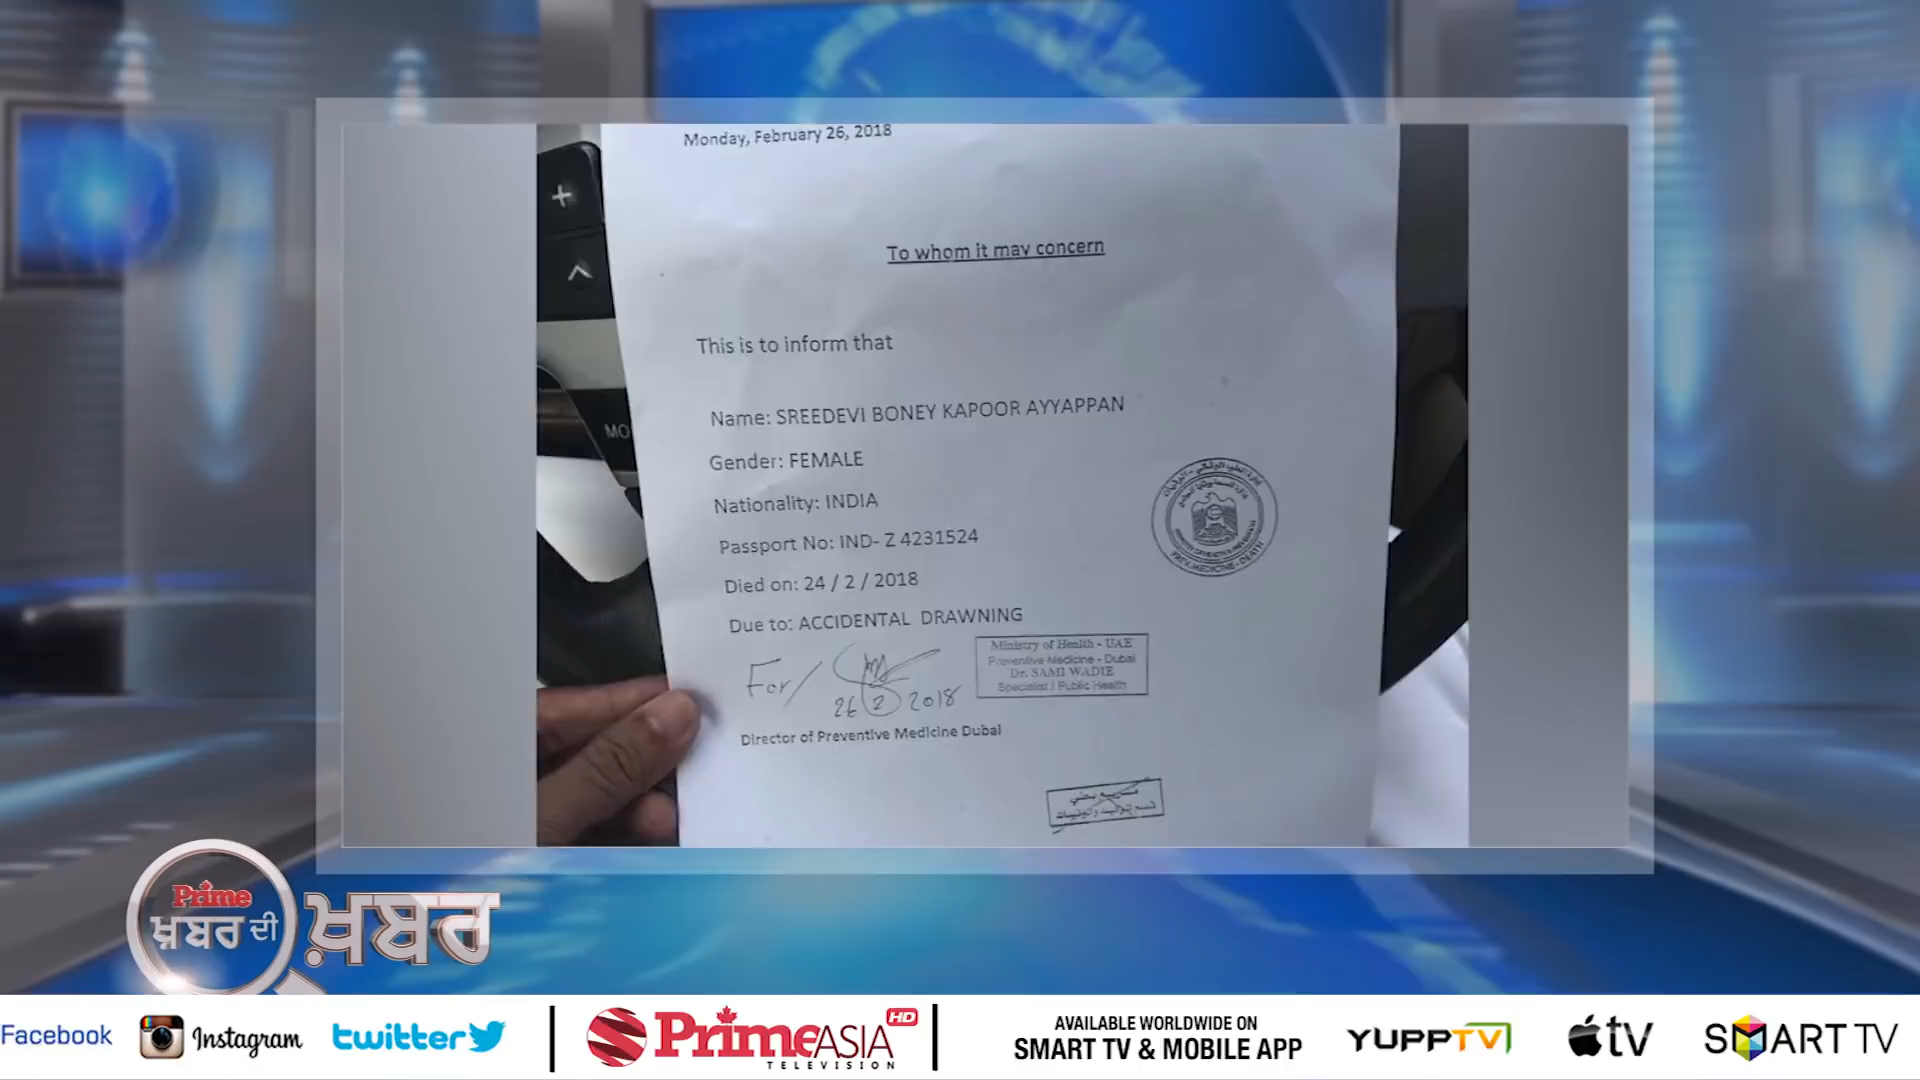 Monday, February 26, 2018
To whom it may concern
This is to inform that
Name: SREEDEVI BONEY KAPOOR AYYAPPAN
Gender: FEMALE
Nationality: INDIA
Passport No: IND- Z 4231524
Died on: 24 / 2 / 2018
Due to: ACCIDENTAL DRAWNING
Ministry of Health - UAE
Preventive Medicine - Dubai
Dr. SAMI WADIE
Specialist / Public Health
For/
26 2 2018
Director of Preventive Medicine Dubai
MO
PREV. MEDICINE - DEATH
Prime
ਖ਼ਬਰ ਦੀ
ਖ਼ਬਰ
Facebook
Instagram
twitter
PrimeASIA HD
TELEVISION
AVAILABLE WORLDWIDE ON
SMART TV & MOBILE APP
YUPPTV
tv
SMART TV